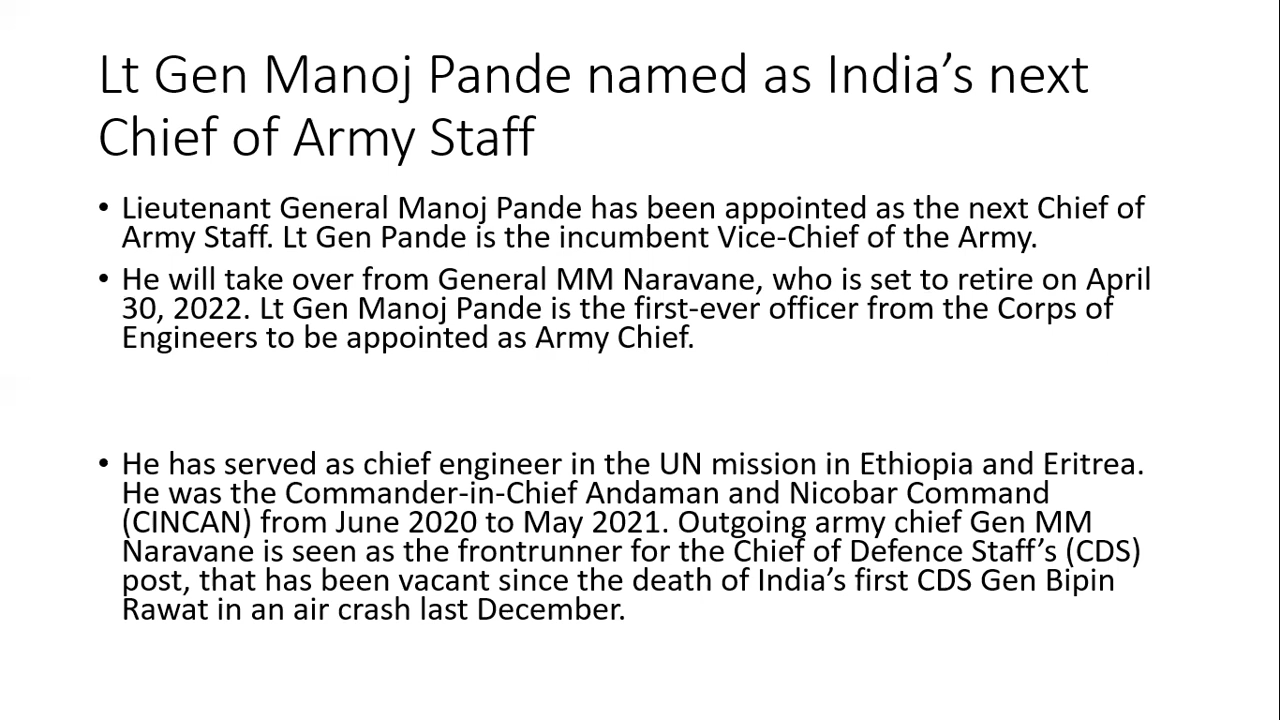 Lt Gen Manoj Pande named as India’s next
Chief of Army Staff
• Lieutenant General Manoj Pande has been appointed as the next Chief of
Army Staff. Lt Gen Pande is the incumbent Vice-Chief of the Army.
• He will take over from General MM Naravane, who is set to retire on April
30, 2022. Lt Gen Manoj Pande is the first-ever officer from the Corps of
Engineers to be appointed as Army Chief.
• He has served as chief engineer in the UN mission in Ethiopia and Eritrea.
He was the Commander-in-Chief Andaman and Nicobar Command
(CINCAN) from June 2020 to May 2021. Outgoing army chief Gen MM
Naravane is seen as the frontrunner for the Chief of Defence Staff’s (CDS)
post, that has been vacant since the death of India’s first CDS Gen Bipin
Rawat in an air crash last December.